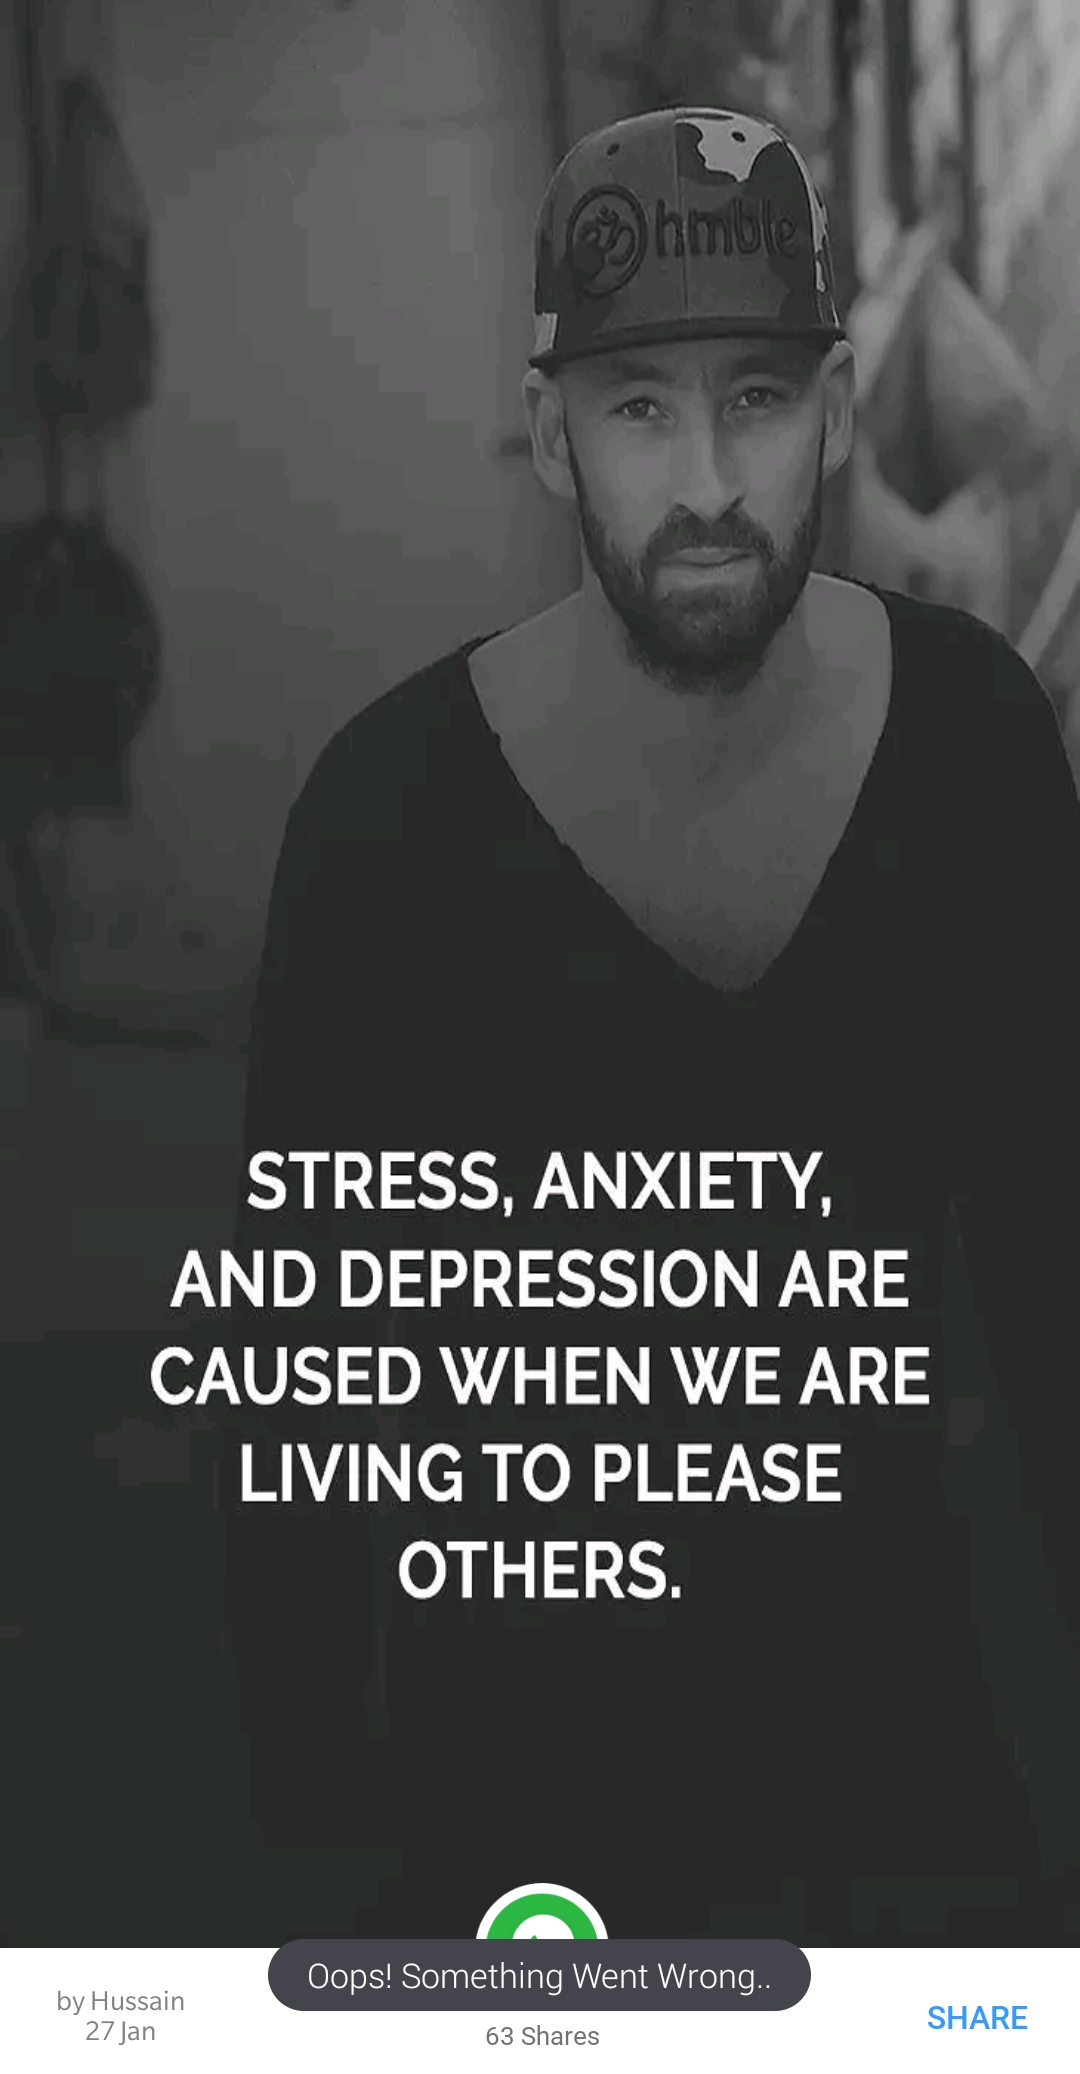 hmble
STRESS, ANXIETY,
AND DEPRESSION ARE
CAUSED WHEN WE ARE
LIVING TO PLEASE
OTHERS.
Oops! Something Went Wrong..
by Hussain
27 Jan
63 Shares
SHARE